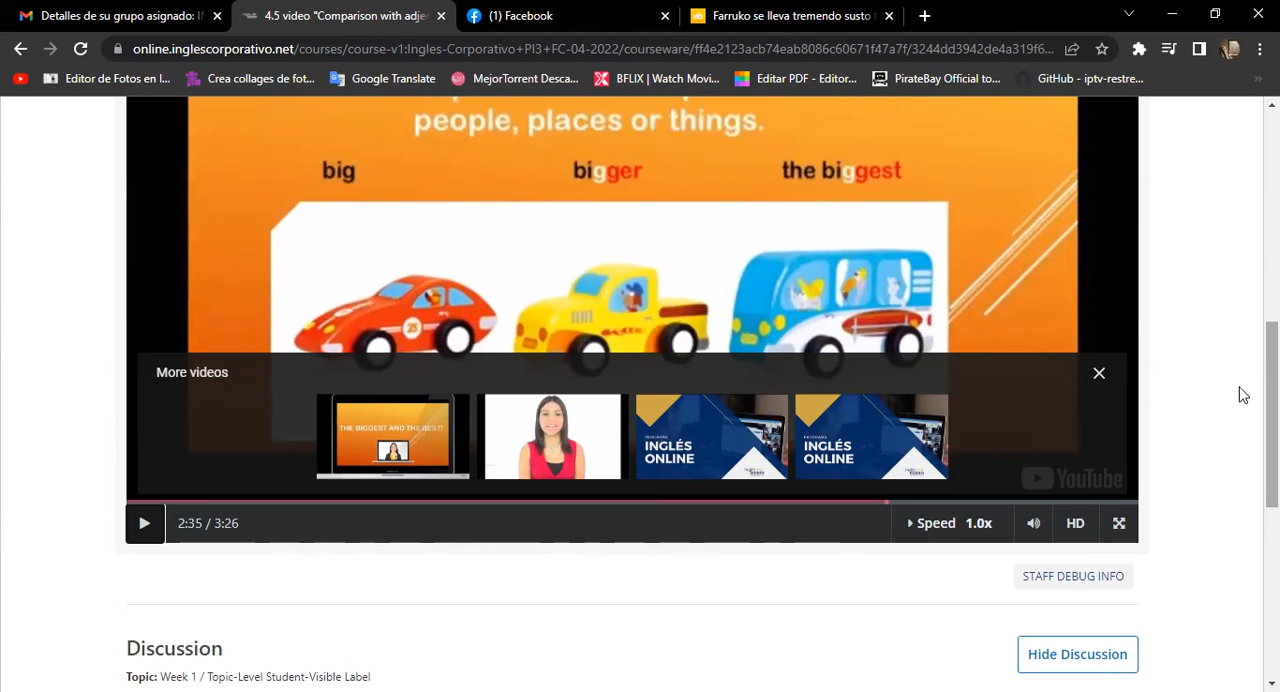 Detalles de su grupo asignado: I
4.5 video "Comparison with adje
(1) Facebook
Farruko se lleva tremendo susto
online.inglescorporativo.net/courses/course-v1:Ingles-Corporativo+PI3+FC-04-2022/courseware/ff4e2123acb74eab8086c60671f47a7f/3244dd3942de4a319f6...
Editor de Fotos en l...
Crea collages de fot...
Google Translate
MejorTorrent Desca...
BFLIX | Watch Movi...
Editar PDF - Editor...
PirateBay Official to...
GitHub - iptv-restre...
people, places or things.
big
bigger
the biggest
26
More videos
THE BIGGEST AND THE BEST!
INGLÉS
ONLINE
INGLÉS
ONLINE
YouTube
2:35 / 3:26
Speed 1.0x
HD
STAFF DEBUG INFO
Discussion
Hide Discussion
Topic: Week 1 / Topic-Level Student-Visible Label